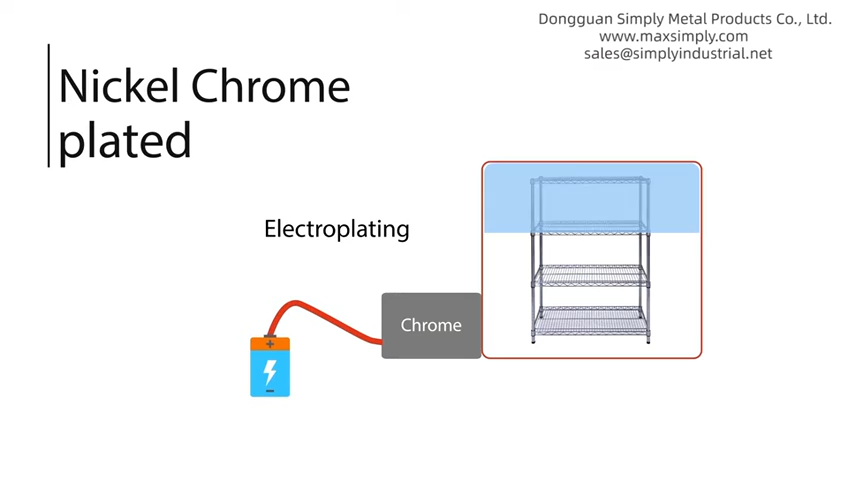 Dongguan Simply Metal Products Co., Ltd.
www.maxsimply.com
sales@simplyindustrial.net
Nickel Chrome
plated
Electroplating
Chrome
+
-